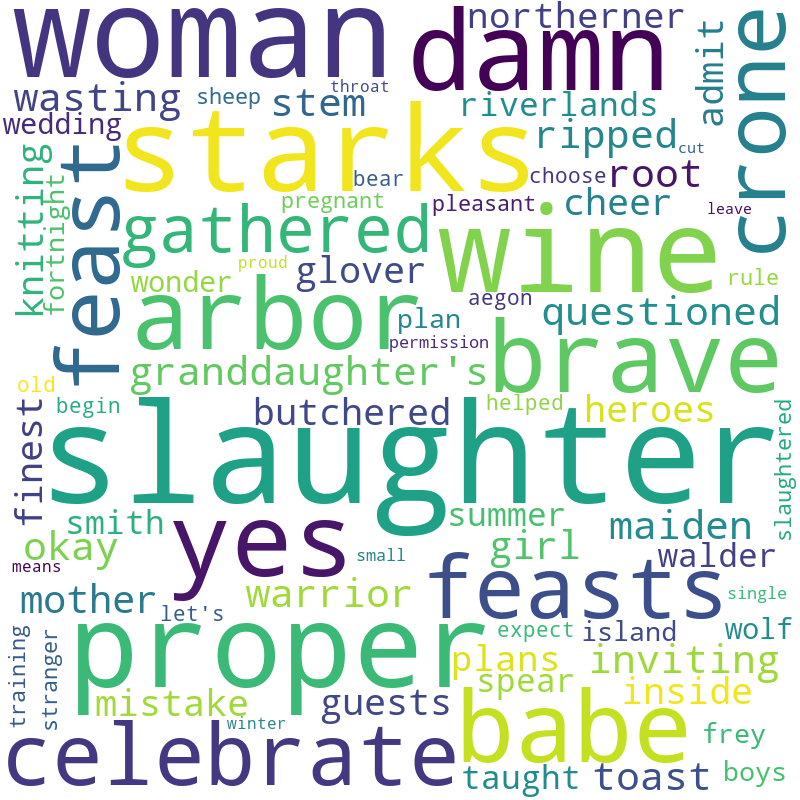 woman
damn
northerner
crone
admit
wasting
sheep
stem
throat
riverlands
wedding
starks
ripped
cut
feast
knitting
fortnight
bear
choose
root
pregnant
pleasant
cheer
leave
gathered
wine
proud
wonder
glover
rule
arbor
aegon
plan
questioned
permission
brave
granddaughter's
old
begin
butchered
helped
heroes
finest
slaughter
slaughtered
smith
summer
maiden
okay
yes
girl
small
walder
means
mother
let's
warrior
feasts
single
training
stranger
proper
expect
island
wolf
plans
inviting
mistake
guests
spear
inside
babe
winter
celebrate
frey
taught
toast
boys